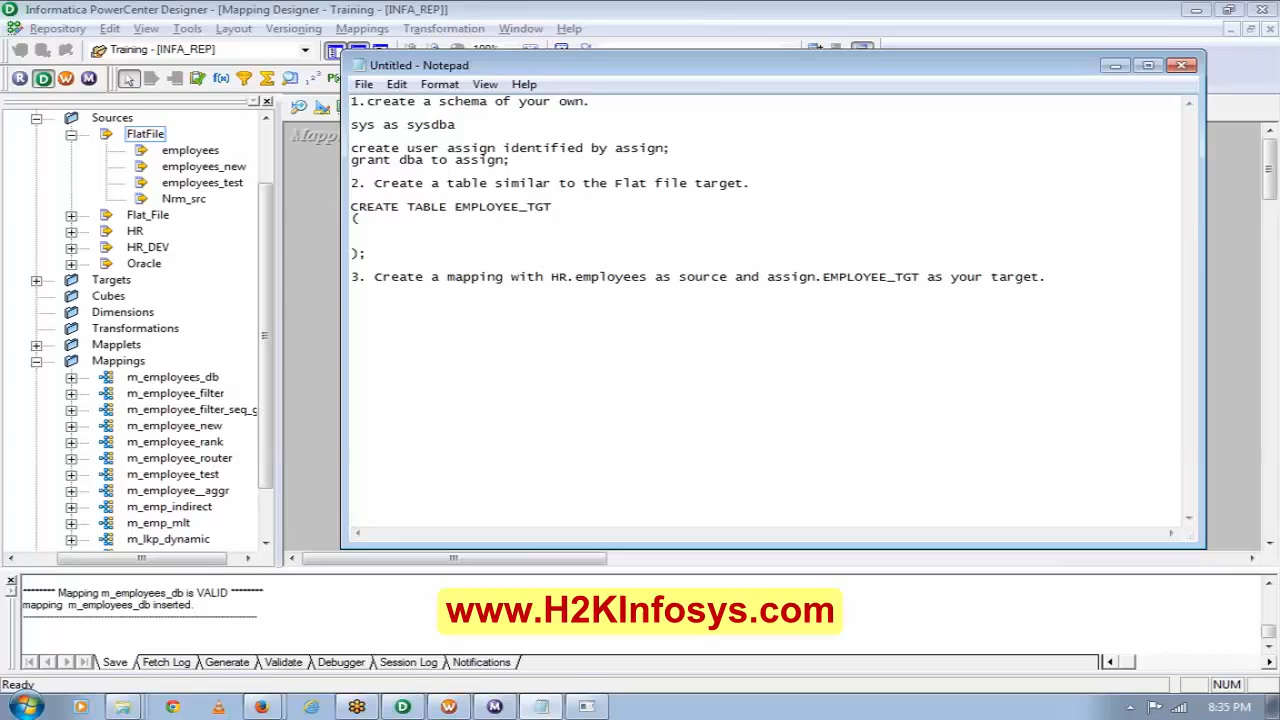 Informatica PowerCenter Designer - [Mapping Designer - Training - [INFA_REP]]
Repository Edit View Tools Layout Versioning Mappings Transformation Window Help
Training - [INFA_REP]
100%
R D W M f(x)
Untitled - Notepad
File Edit Format View Help
1.create a schema of your own.
sys as sysdba
create user assign identified by assign;
grant dba to assign;
2. Create a table similar to the Flat file target.
CREATE TABLE EMPLOYEE_TGT
(
);
3. Create a mapping with HR.employees as source and assign.EMPLOYEE_TGT as your target.
Sources
FlatFile
employees
employees_new
employees_test
Nrm_src
Flat_File
HR
HR_DEV
Oracle
Targets
Cubes
Dimensions
Transformations
Mapplets
Mappings
m_employees_db
m_employee_filter
m_employee_filter_seq_g
m_employee_new
m_employee_rank
m_employee_router
m_employee_test
m_employee__aggr
m_emp_indirect
m_emp_mlt
m_lkp_dynamic
Mapp
******** Mapping m_employees_db is VALID ********
mapping m_employees_db inserted.
www.H2KInfosys.com
Save Fetch Log Generate Validate Debugger Session Log Notifications
Ready
NUM
8:35 PM